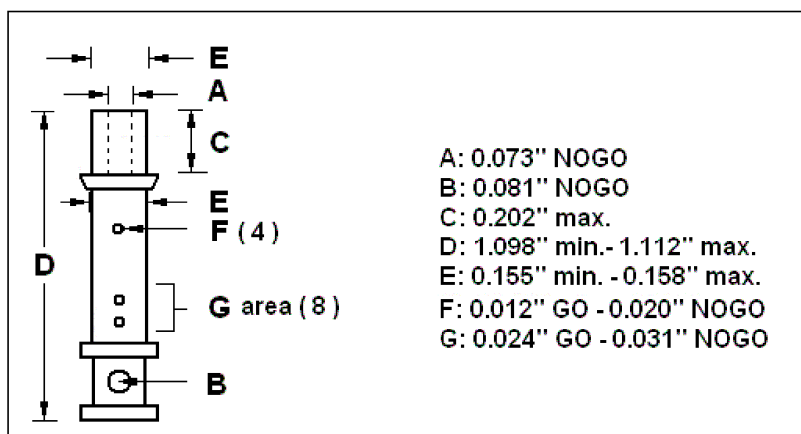 E
A
C
E
F ( 4 )
D
G area ( 8 )
B
A: 0.073" NOGO
B: 0.081" NOGO
C: 0.202" max.
D: 1.098" min.- 1.112" max.
E: 0.155" min. - 0.158" max.
F: 0.012" GO - 0.020" NOGO
G: 0.024" GO - 0.031" NOGO